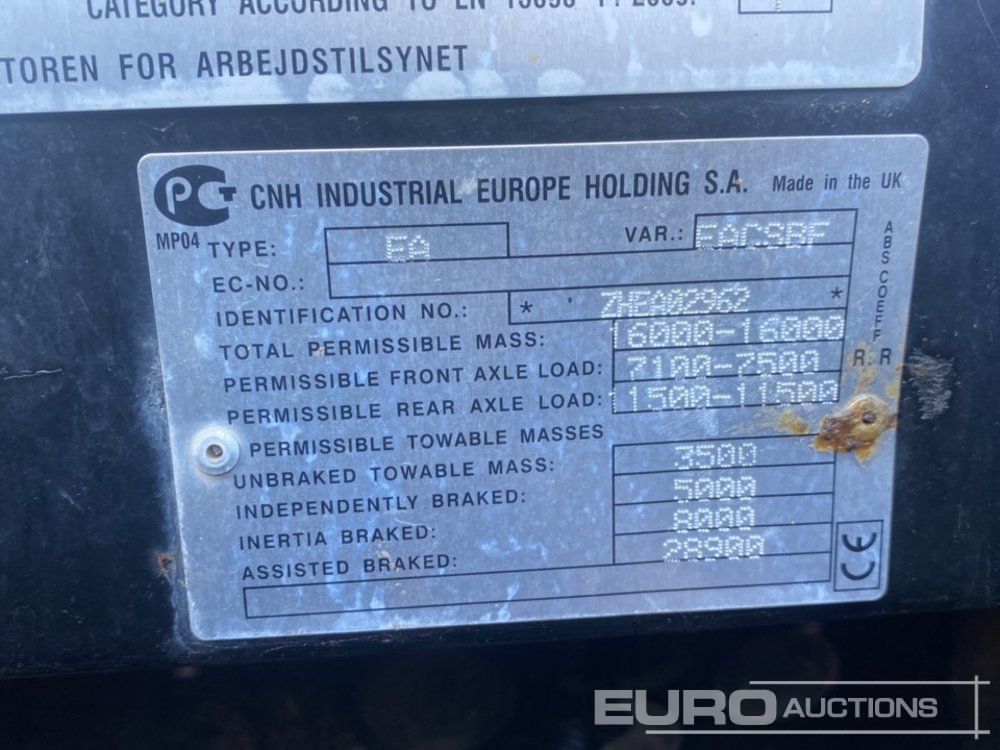 CATEGORY ACCORDING TO EN
TOREN FOR ARBEJDSTILSYNET
PCT CNH INDUSTRIAL EUROPE HOLDING S.A. Made in the UK
MP04 TYPE: EA VAR.: EACSBF
EC-NO.:
IDENTIFICATION NO.: * ZHEA02962 *
TOTAL PERMISSIBLE MASS: 16000-16000
PERMISSIBLE FRONT AXLE LOAD: 7100-7500
PERMISSIBLE REAR AXLE LOAD: 11500-11500
PERMISSIBLE TOWABLE MASSES
UNBRAKED TOWABLE MASS: 3500
INDEPENDENTLY BRAKED: 5000
INERTIA BRAKED: 8000
ASSISTED BRAKED: 28900
ABS COEFF
R: R
CE
EURO AUCTIONS